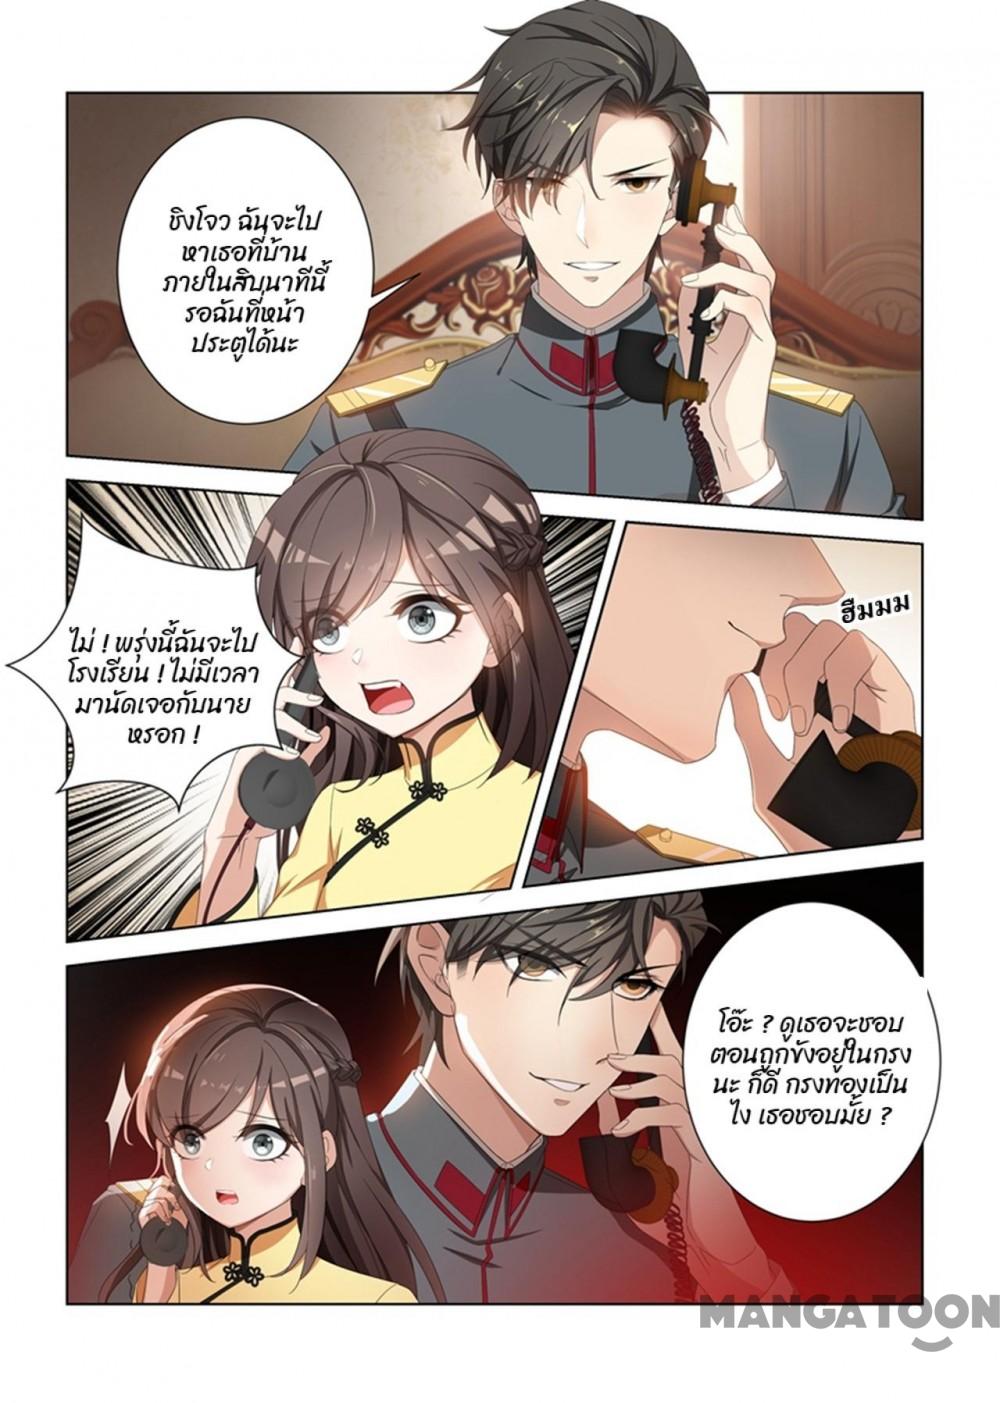 ชิงโจว ฉันจะไป
หาเธอที่บ้าน
ภายในสิบนาทีนี้
รอฉันที่หน้า
ประตูได้นะ
ไม่ ! พรุ่งนี้ฉันจะไป
โรงเรียน ! ไม่มีเวลา
มานัดเจอกับนาย
หรอก !
ฮืมมม
โอ๊ะ ? ดูเธอจะชอบ
ตอนถูกขังอยู่ในกรง
นะ ก็ดี กรงทองเป็น
ไง เธอชอบมั้ย ?
MANGATOON